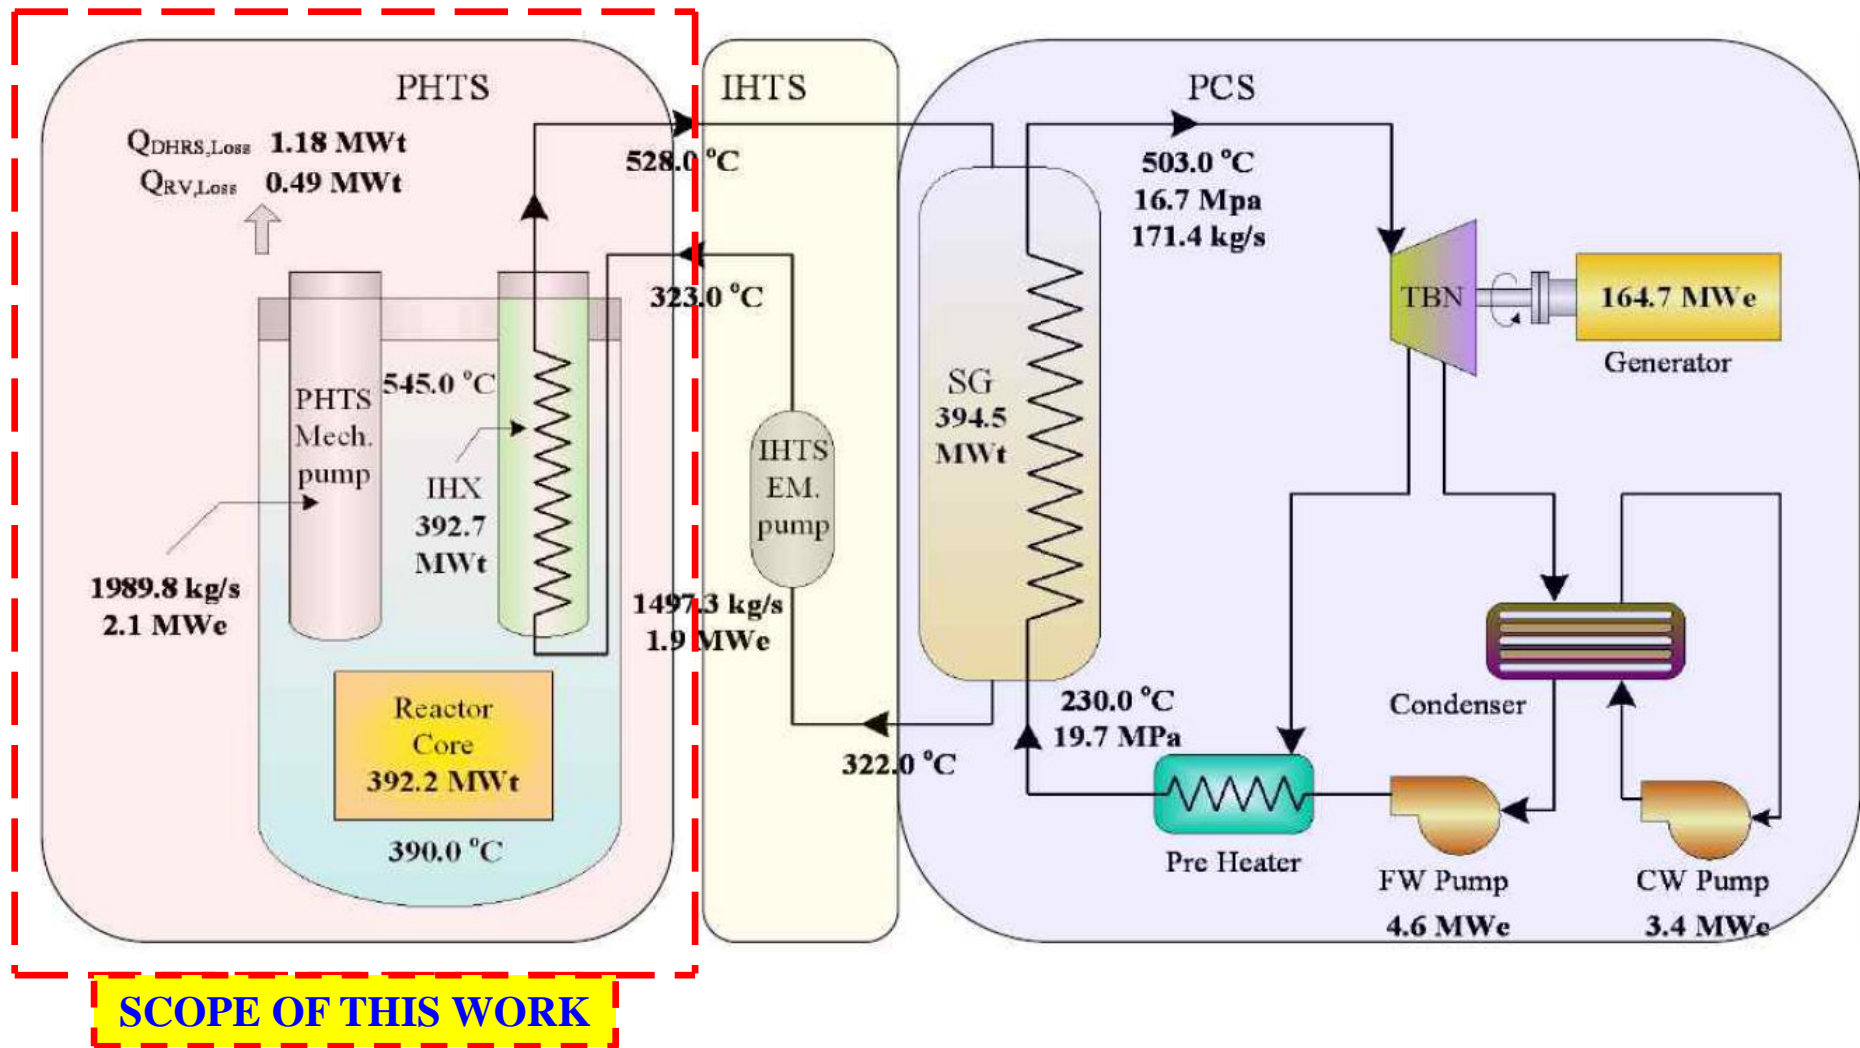 PHTS
IHTS
PCS
QDHRS,Loss 1.18 MWt
QRV,Loss 0.49 MWt
528.0 °C
323.0 °C
503.0 °C
16.7 Mpa
171.4 kg/s
TBN
164.7 MWe
Generator
545.0 °C
PHTS
Mech.
pump
IHX
392.7
MWt
1989.8 kg/s
2.1 MWe
IHTS
EM.
pump
1497.3 kg/s
1.9 MWe
SG
394.5
MWt
Reactor
Core
392.2 MWt
390.0 °C
322.0 °C
230.0 °C
19.7 MPa
Condenser
Pre Heater
FW Pump
4.6 MWe
CW Pump
3.4 MWe
SCOPE OF THIS WORK